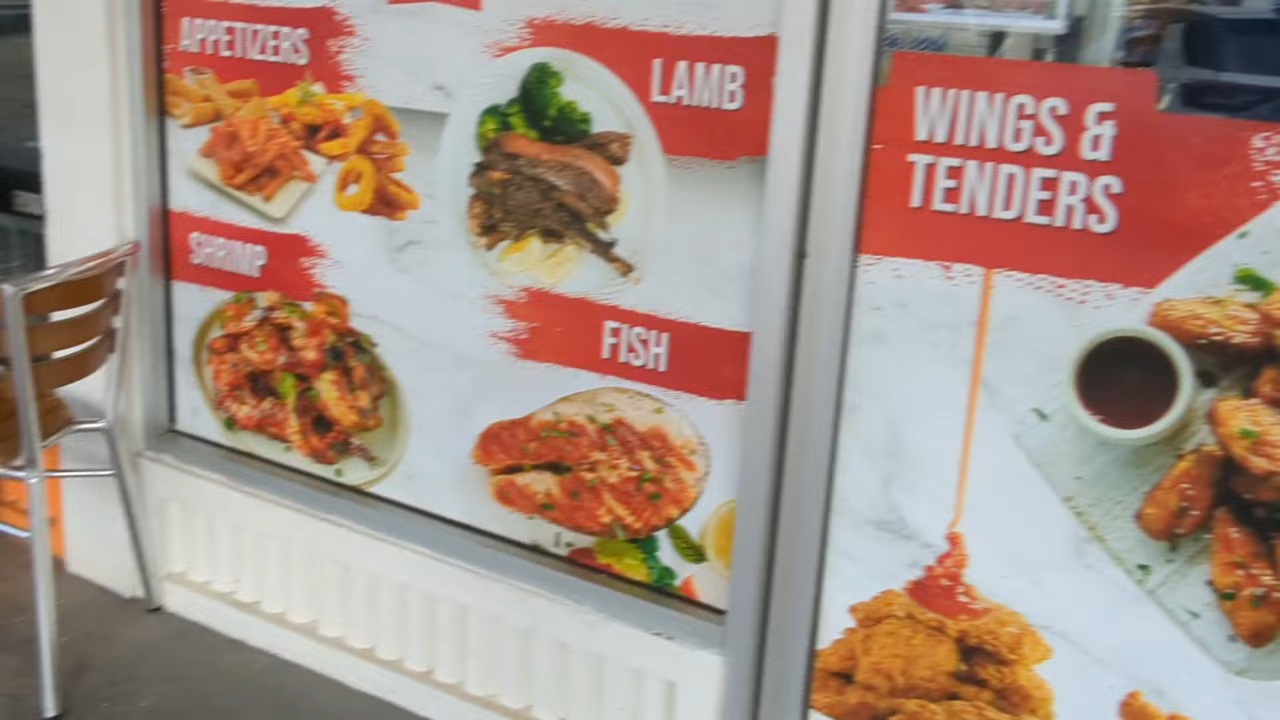 APPETIZERS
LAMB
SHRIMP
FISH
WINGS &
TENDERS